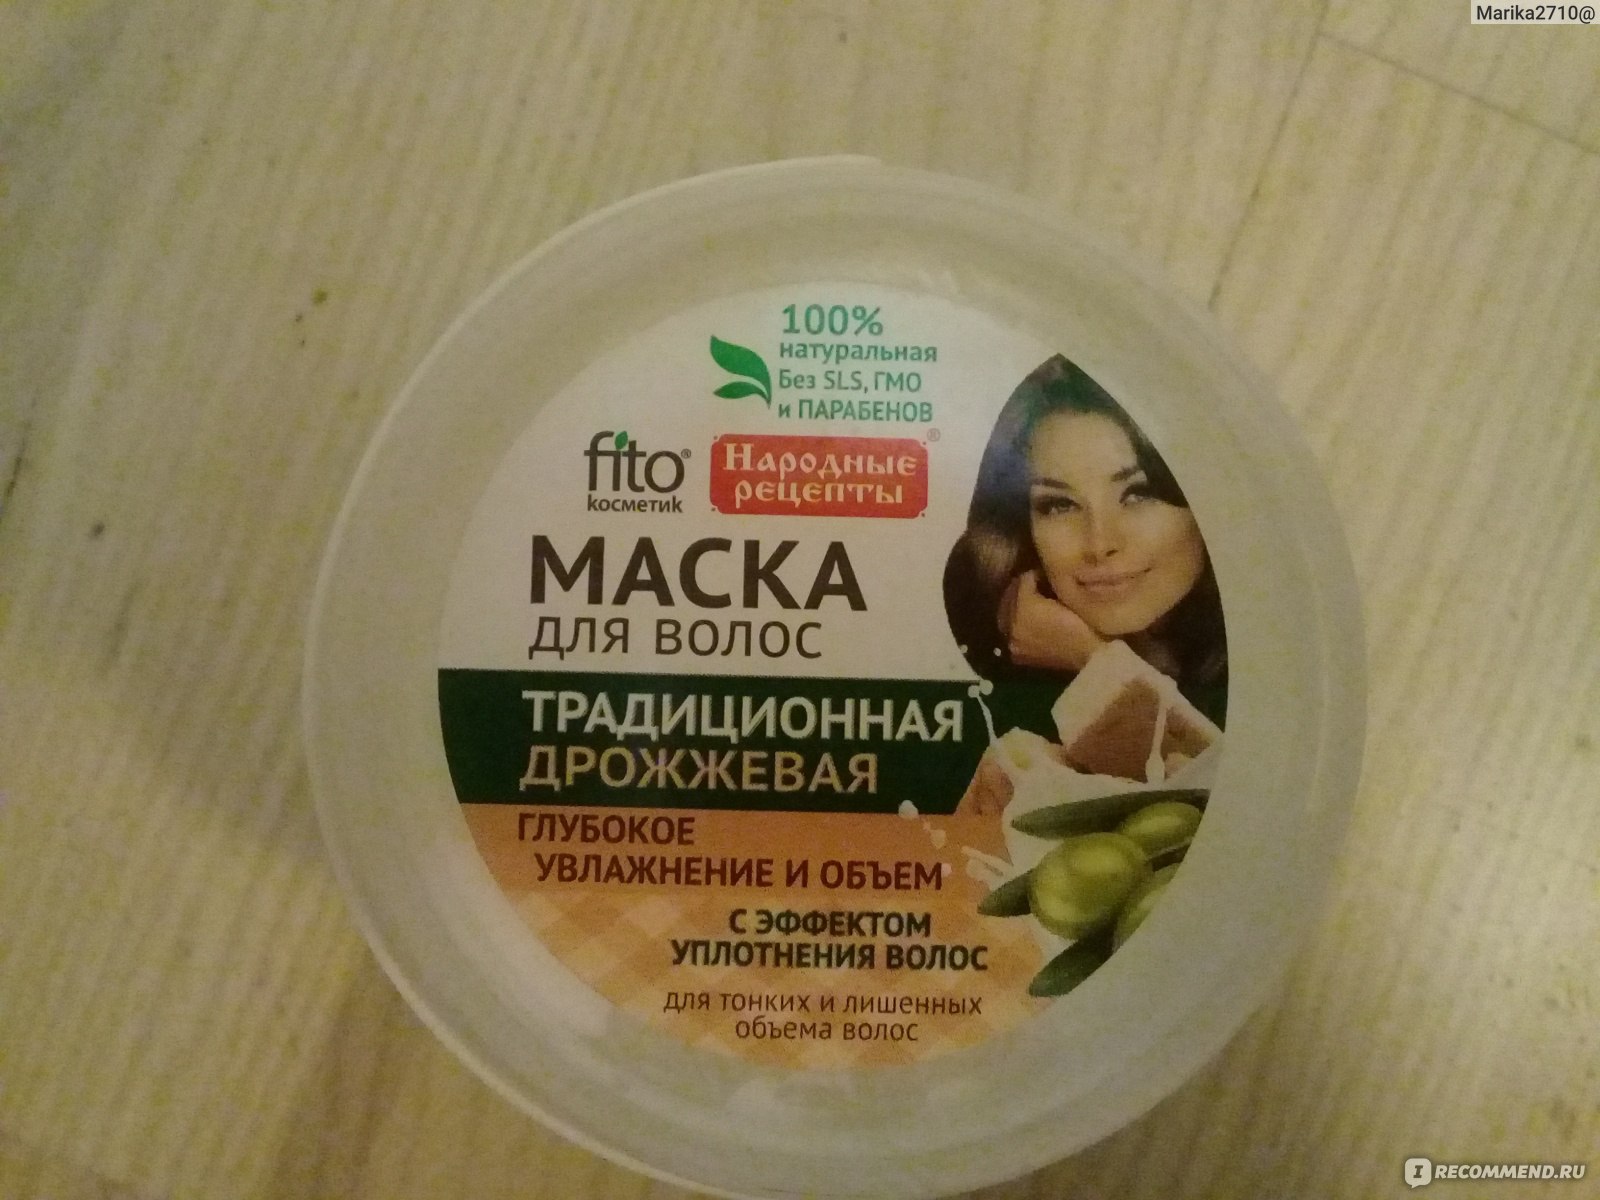 Marika2710@
100%
натуральная
Без SLS, ГМО
и ПАРАБЕНОВ
fito®
косметик
Народные®
рецепты
МАСКА
ДЛЯ ВОЛОС
ТРАДИЦИОННАЯ
ДРОЖЖЕВАЯ
ГЛУБОКОЕ
УВЛАЖНЕНИЕ И ОБЪЕМ
С ЭФФЕКТОМ
УПЛОТНЕНИЯ ВОЛОС
для тонких и лишенных
объема волос
IRECOMMEND.RU